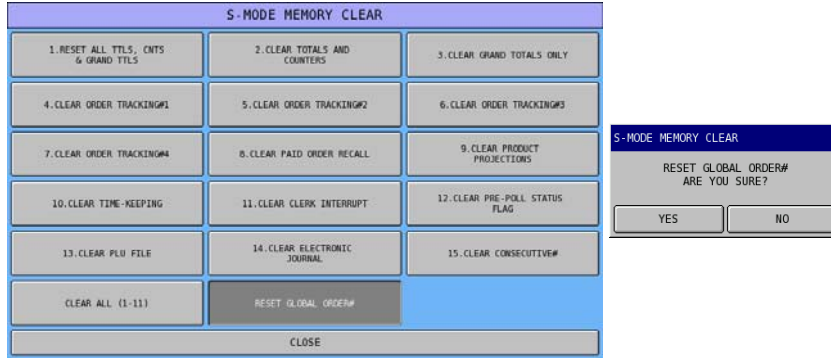 S-MODE MEMORY CLEAR
1.RESET ALL TTLS, CNTS
& GRAND TTLS
2.CLEAR TOTALS AND
COUNTERS
3.CLEAR GRAND TOTALS ONLY
4.CLEAR ORDER TRACKING#1
5.CLEAR ORDER TRACKING#2
6.CLEAR ORDER TRACKING#3
7.CLEAR ORDER TRACKING#4
8.CLEAR PAID ORDER RECALL
9.CLEAR PRODUCT
PROJECTIONS
10.CLEAR TIME-KEEPING
11.CLEAR CLERK INTERRUPT
12.CLEAR PRE-POLL STATUS
FLAG
13.CLEAR PLU FILE
14.CLEAR ELECTRONIC
JOURNAL
15.CLEAR CONSECUTIVE#
CLEAR ALL (1-11)
RESET GLOBAL ORDER#
CLOSE
S-MODE MEMORY CLEAR
RESET GLOBAL ORDER#
ARE YOU SURE?
YES
NO